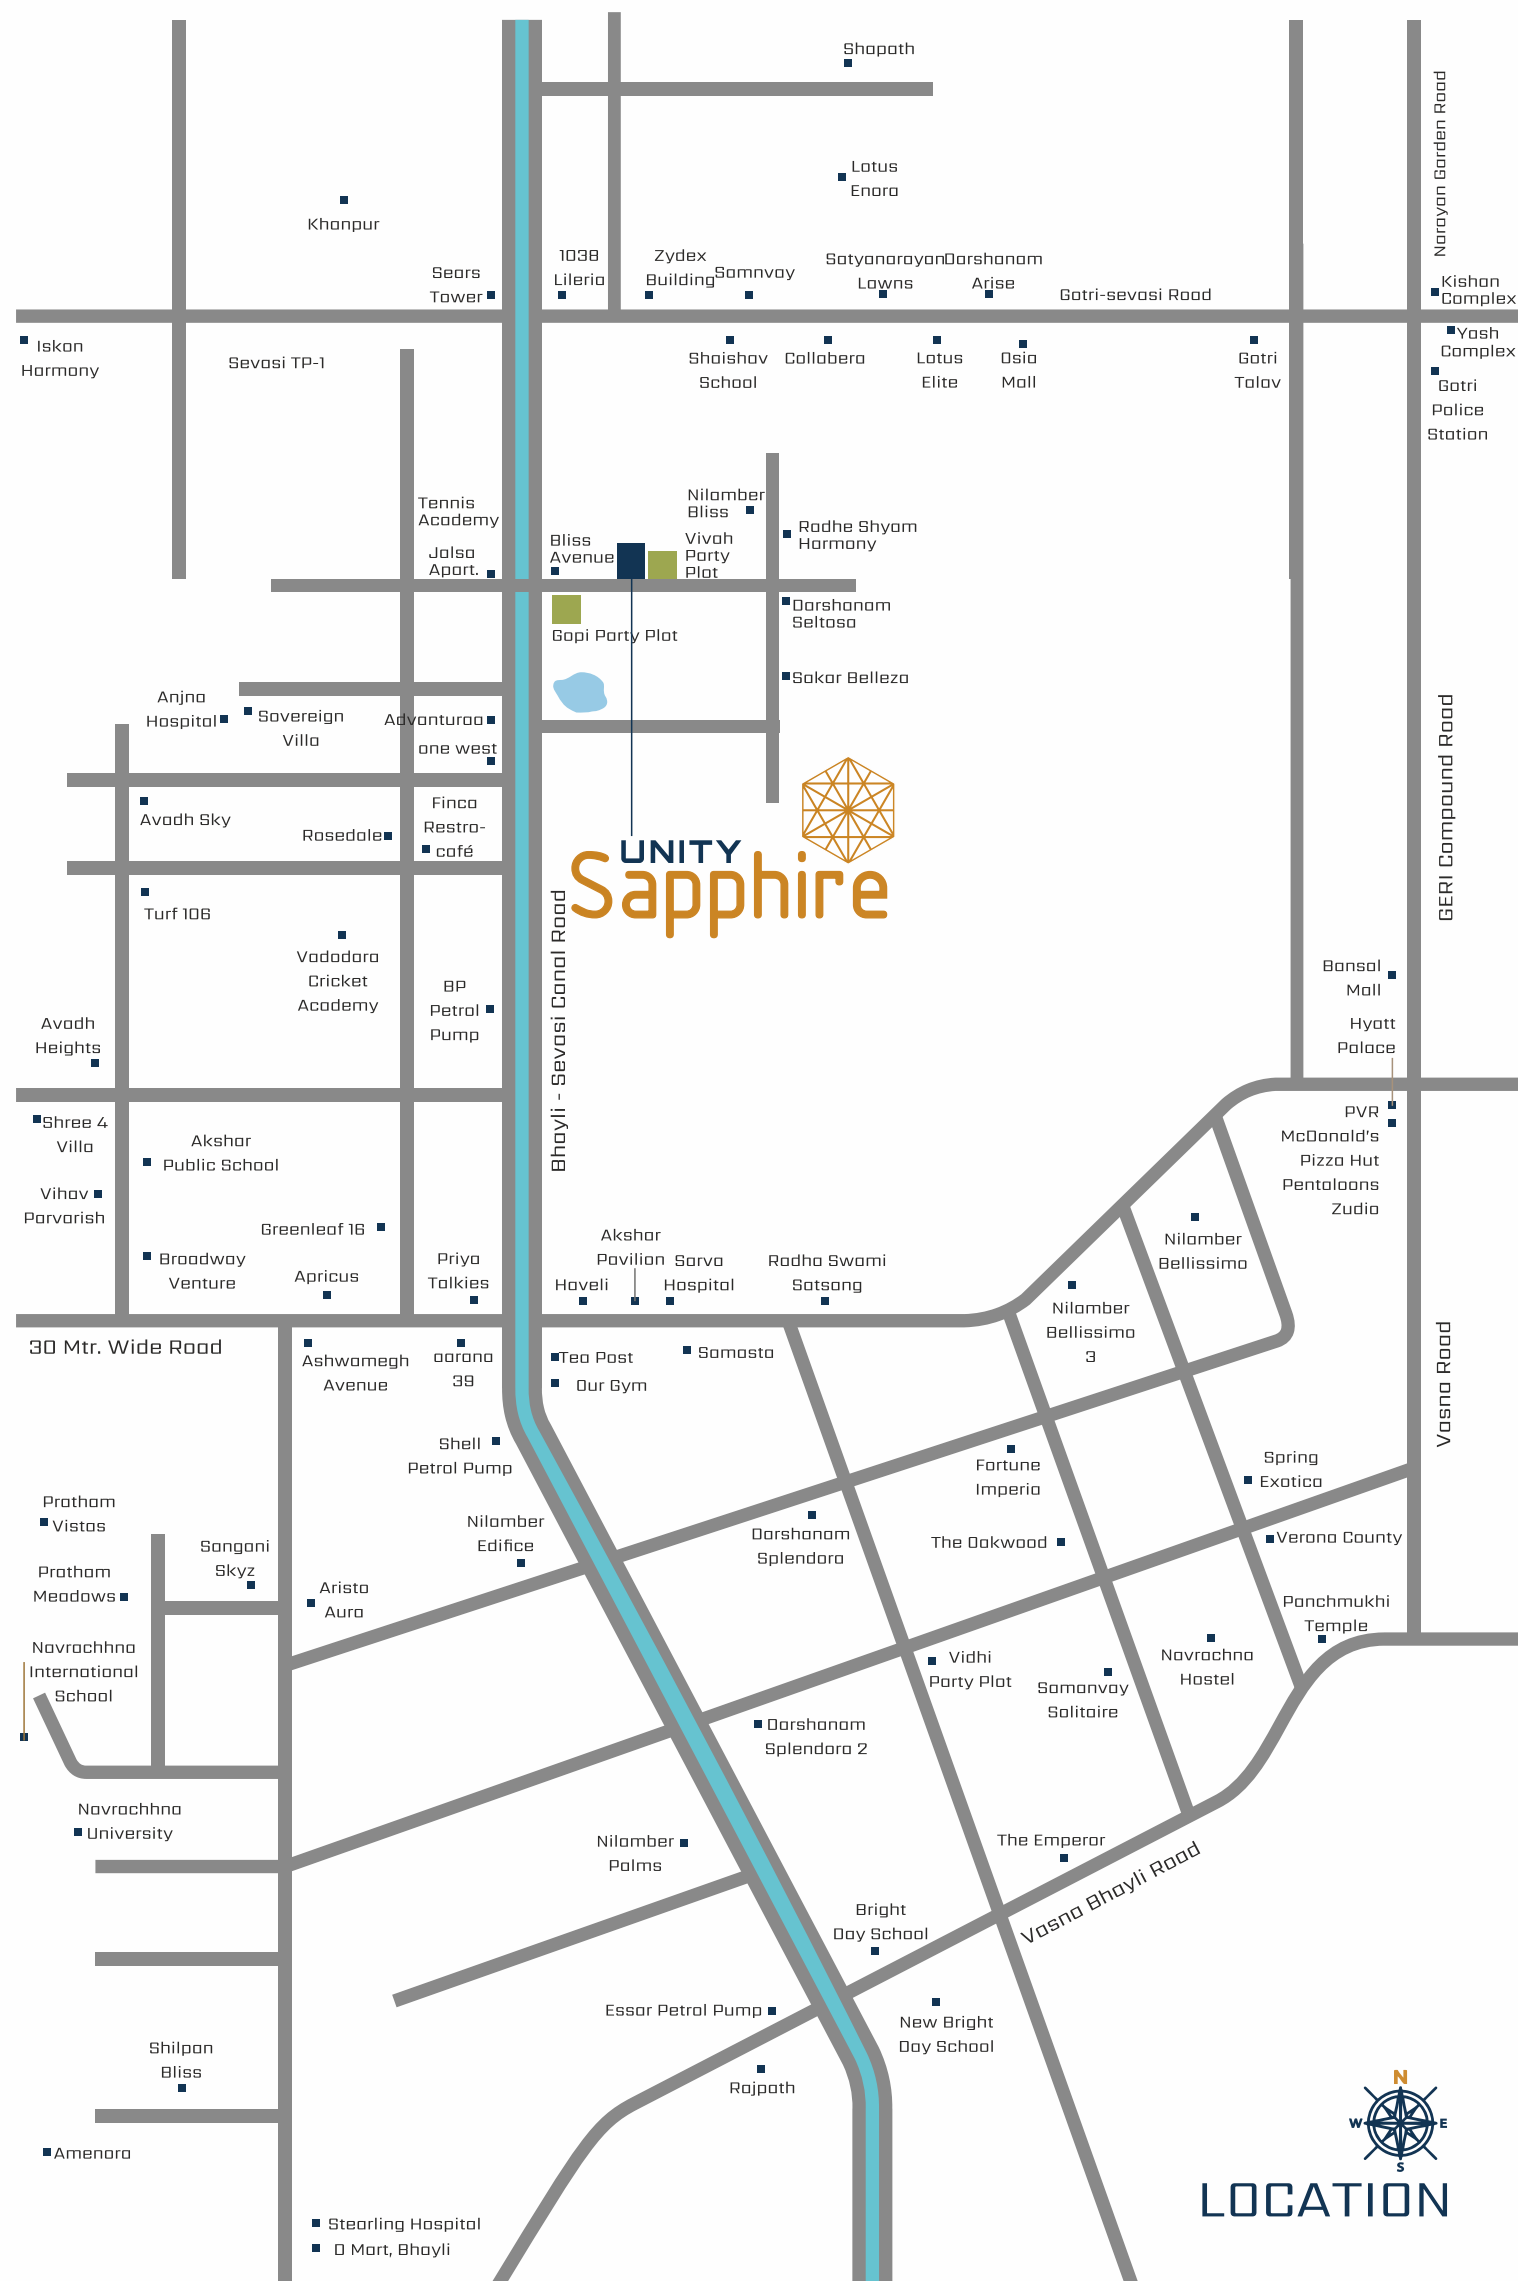 Shapath
Narayan Garden Road
Lotus
Enora
Khanpur
1038
Lileria
Zydex
Building
Samnvay
Satyanarayan
Lawns
Darshanam
Arise
Sears
Tower
Gotri-sevasi Road
Kishan
Complex
Yash
Complex
Iskon
Harmony
Sevasi TP-1
Shaishav
School
Collabera
Lotus
Elite
Osia
Mall
Gotri
Talav
Gotri
Police
Station
Tennis
Academy
Nilamber
Bliss
Radhe Shyam
Harmony
Jalsa
Apart.
Bliss
Avenue
Vivah
Party
Plot
Darshanam
Seltosa
Gopi Party Plot
Sakar Belleza
Anjna
Hospital
Sovereign
Villa
Advanturaa
one west
GERI Compound Road
Avadh Sky
Rosedale
Finca
Restro-
café
UNITY
Sapphire
Turf 106
Bhayli - Sevasi Canal Road
Vadodara
Cricket
Academy
BP
Petrol
Pump
Bansal
Mall
Avadh
Heights
Hyatt
Palace
Shree 4
Villa
Akshar
Public School
PVR
McDonald's
Pizza Hut
Pentaloons
Zudio
Vihav
Parvarish
Greenleaf 16
Broadway
Venture
Apricus
Priya
Talkies
Haveli
Akshar
Pavilion
Sarva
Hospital
Radha Swami
Satsang
Nilamber
Bellissimo
Nilamber
Bellissimo
3
30 Mtr. Wide Road
Ashwamegh
Avenue
aarana
39
Tea Post
Our Gym
Samasta
Vasna Road
Shell
Petrol Pump
Fortune
Imperia
Spring
Exotica
Pratham
Vistas
Sangani
Skyz
Nilamber
Edifice
Darshanam
Splendora
The Oakwood
Verona County
Pratham
Meadows
Aristo
Aura
Panchmukhi
Temple
Navrachhna
International
School
Vidhi
Party Plot
Samanvay
Solitaire
Navrachna
Hostel
Darshanam
Splendora 2
Navrachhna
University
Nilamber
Palms
The Emperor
Vasna Bhayli Road
Bright
Day School
Essar Petrol Pump
New Bright
Day School
Shilpan
Bliss
Rajpath
Amenora
N
W
E
S
LOCATION
Stearling Hospital
D Mart, Bhayli